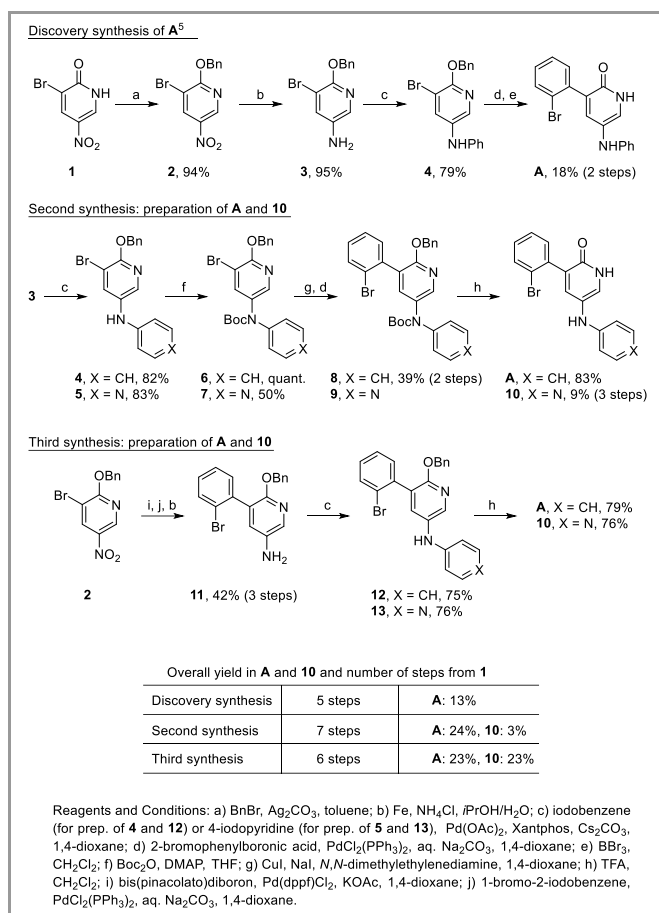 Discovery synthesis of A5
O
Br
NH
NO2
1
a
OBn
Br
N
NO2
2, 94%
b
OBn
Br
N
NH2
3, 95%
c
OBn
Br
N
NHPh
4, 79%
d, e
O
NH
Br
NHPh
A, 18% (2 steps)
Second synthesis: preparation of A and 10
3
c
OBn
Br
N
HN
X
4, X = CH, 82%
5, X = N, 83%
f
OBn
Br
N
BocN
X
6, X = CH, quant.
7, X = N, 50%
g, d
OBn
N
Br
BocN
X
8, X = CH, 39% (2 steps)
9, X = N
h
O
NH
Br
HN
X
A, X = CH, 83%
10, X = N, 9% (3 steps)
Third synthesis: preparation of A and 10
OBn
Br
N
NO2
2
i, j, b
OBn
N
Br
NH2
11, 42% (3 steps)
c
OBn
N
Br
HN
X
12, X = CH, 75%
13, X = N, 76%
h
A, X = CH, 79%
10, X = N, 76%
Overall yield in A and 10 and number of steps from 1
Discovery synthesis 5 steps A: 13%
Second synthesis 7 steps A: 24%, 10: 3%
Third synthesis 6 steps A: 23%, 10: 23%
Reagents and Conditions: a) BnBr, Ag2CO3, toluene; b) Fe, NH4Cl, iPrOH/H2O; c) iodobenzene
(for prep. of 4 and 12) or 4-iodopyridine (for prep. of 5 and 13), Pd(OAc)2, Xantphos, Cs2CO3,
1,4-dioxane; d) 2-bromophenylboronic acid, PdCl2(PPh3)2, aq. Na2CO3, 1,4-dioxane; e) BBr3,
CH2Cl2; f) Boc2O, DMAP, THF; g) CuI, NaI, N,N-dimethylethylenediamine, 1,4-dioxane; h) TFA,
CH2Cl2; i) bis(pinacolato)diboron, Pd(dppf)Cl2, KOAc, 1,4-dioxane; j) 1-bromo-2-iodobenzene,
PdCl2(PPh3)2, aq. Na2CO3, 1,4-dioxane.